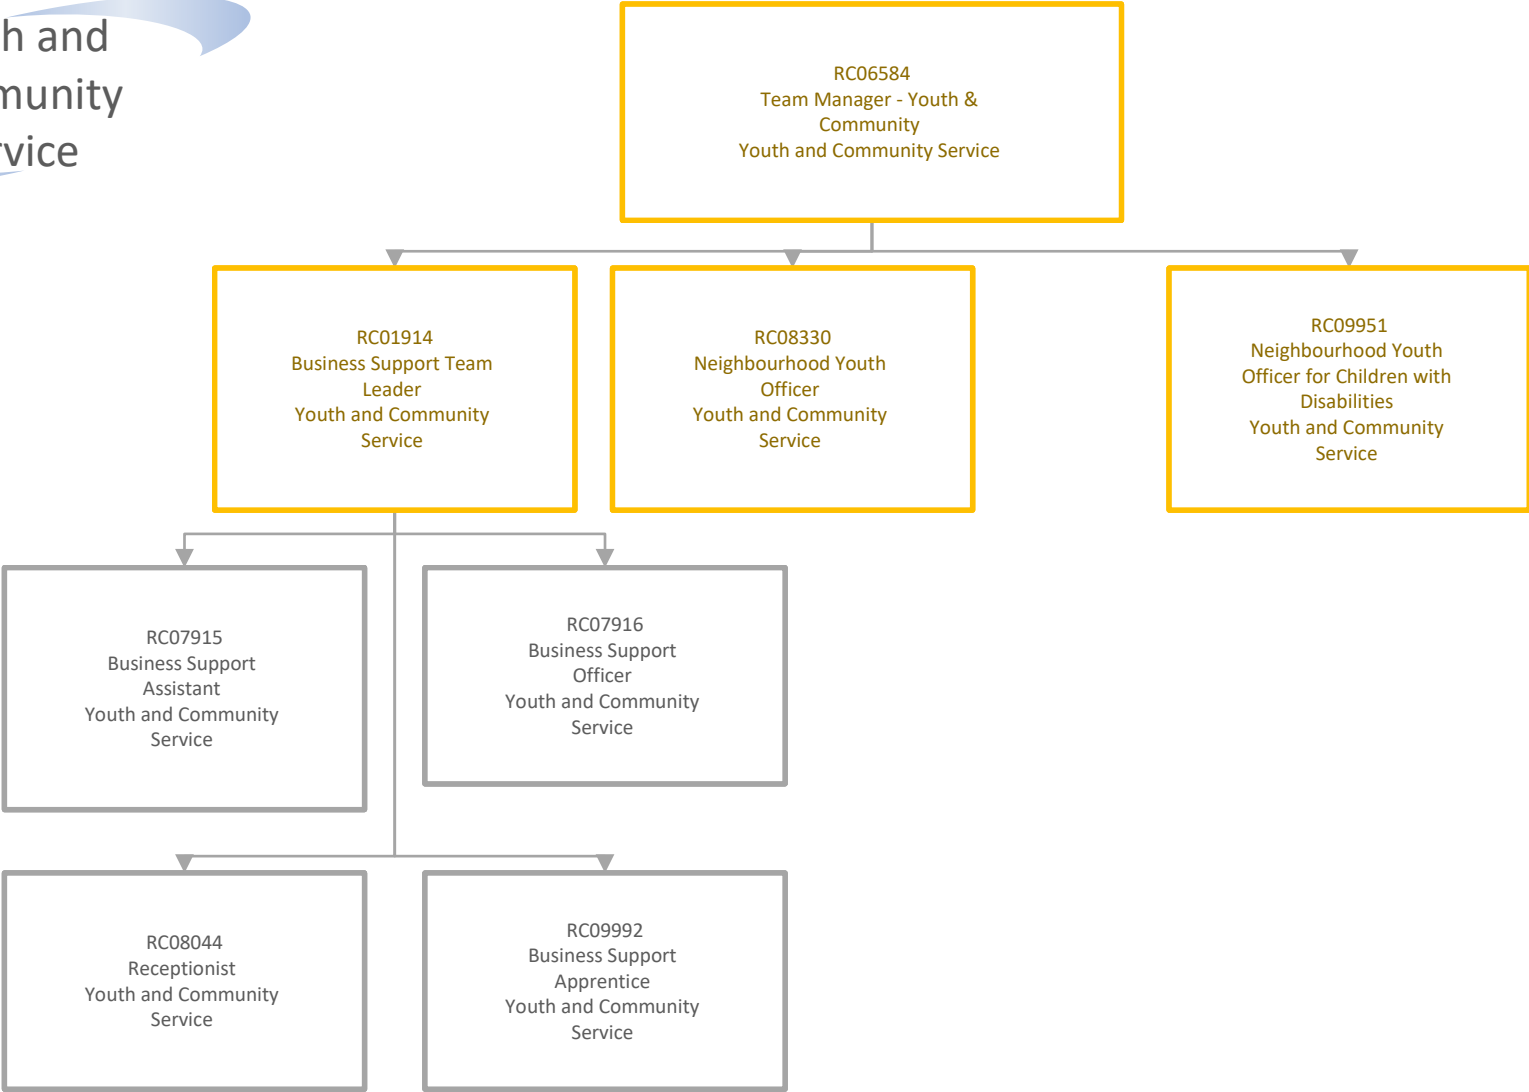 h and
munity
rvice
RC06584
Team Manager - Youth &
Community
Youth and Community Service
RC01914
Business Support Team
Leader
Youth and Community
Service
RC08330
Neighbourhood Youth
Officer
Youth and Community
Service
RC09951
Neighbourhood Youth
Officer for Children with
Disabilities
Youth and Community
Service
RC07915
Business Support
Assistant
Youth and Community
Service
RC07916
Business Support
Officer
Youth and Community
Service
RC08044
Receptionist
Youth and Community
Service
RC09992
Business Support
Apprentice
Youth and Community
Service